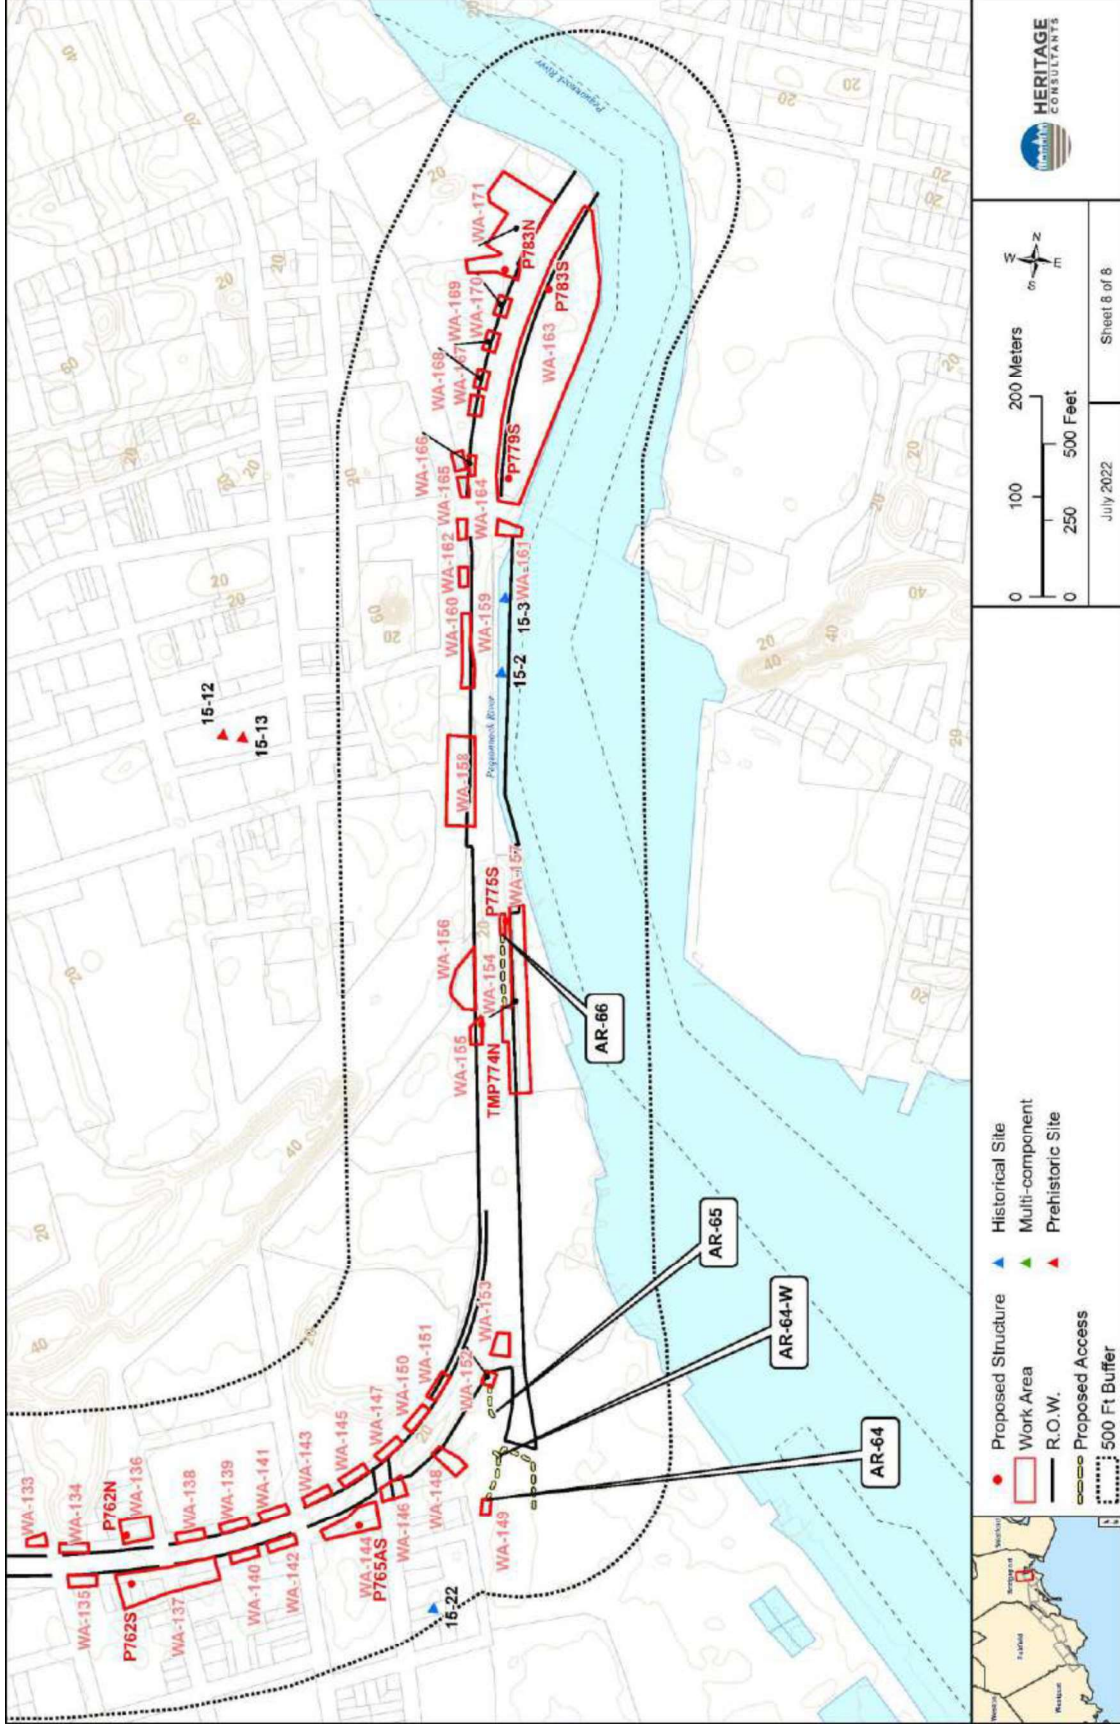 WA-133
WA-134
WA-135
P762N
WA-136
P762S
WA-137
WA-138
WA-139
WA-140
WA-141
WA-142
WA-143
WA-144
P765AS
WA-145
WA-146
WA-147
WA-148
WA-149
WA-150
WA-151
WA-152
WA-153
15-22
AR-64
AR-64-W
AR-65
AR-66
TMP774N
WA-154
WA-155
WA-156
P775S
WA-157
WA-158
15-12
15-13
Pequonnock River
15-2
15-3
WA-159
WA-160
WA-161
WA-162
WA-164
WA-165
WA-166
P779S
WA-163
WA-167
WA-168
WA-169
WA-170
WA-171
P783N
P783S
Pequonnock River
20
40
60
Proposed Structure
Work Area
R.O.W.
Proposed Access
500 Ft Buffer
Historical Site
Multi-component
Prehistoric Site
0 100 200 Meters
0 250 500 Feet
N
W
E
S
July 2022
Sheet 8 of 8
HERITAGE
CONSULTANTS
Weston
Fairfield
Westport
Bridgeport
Stratford